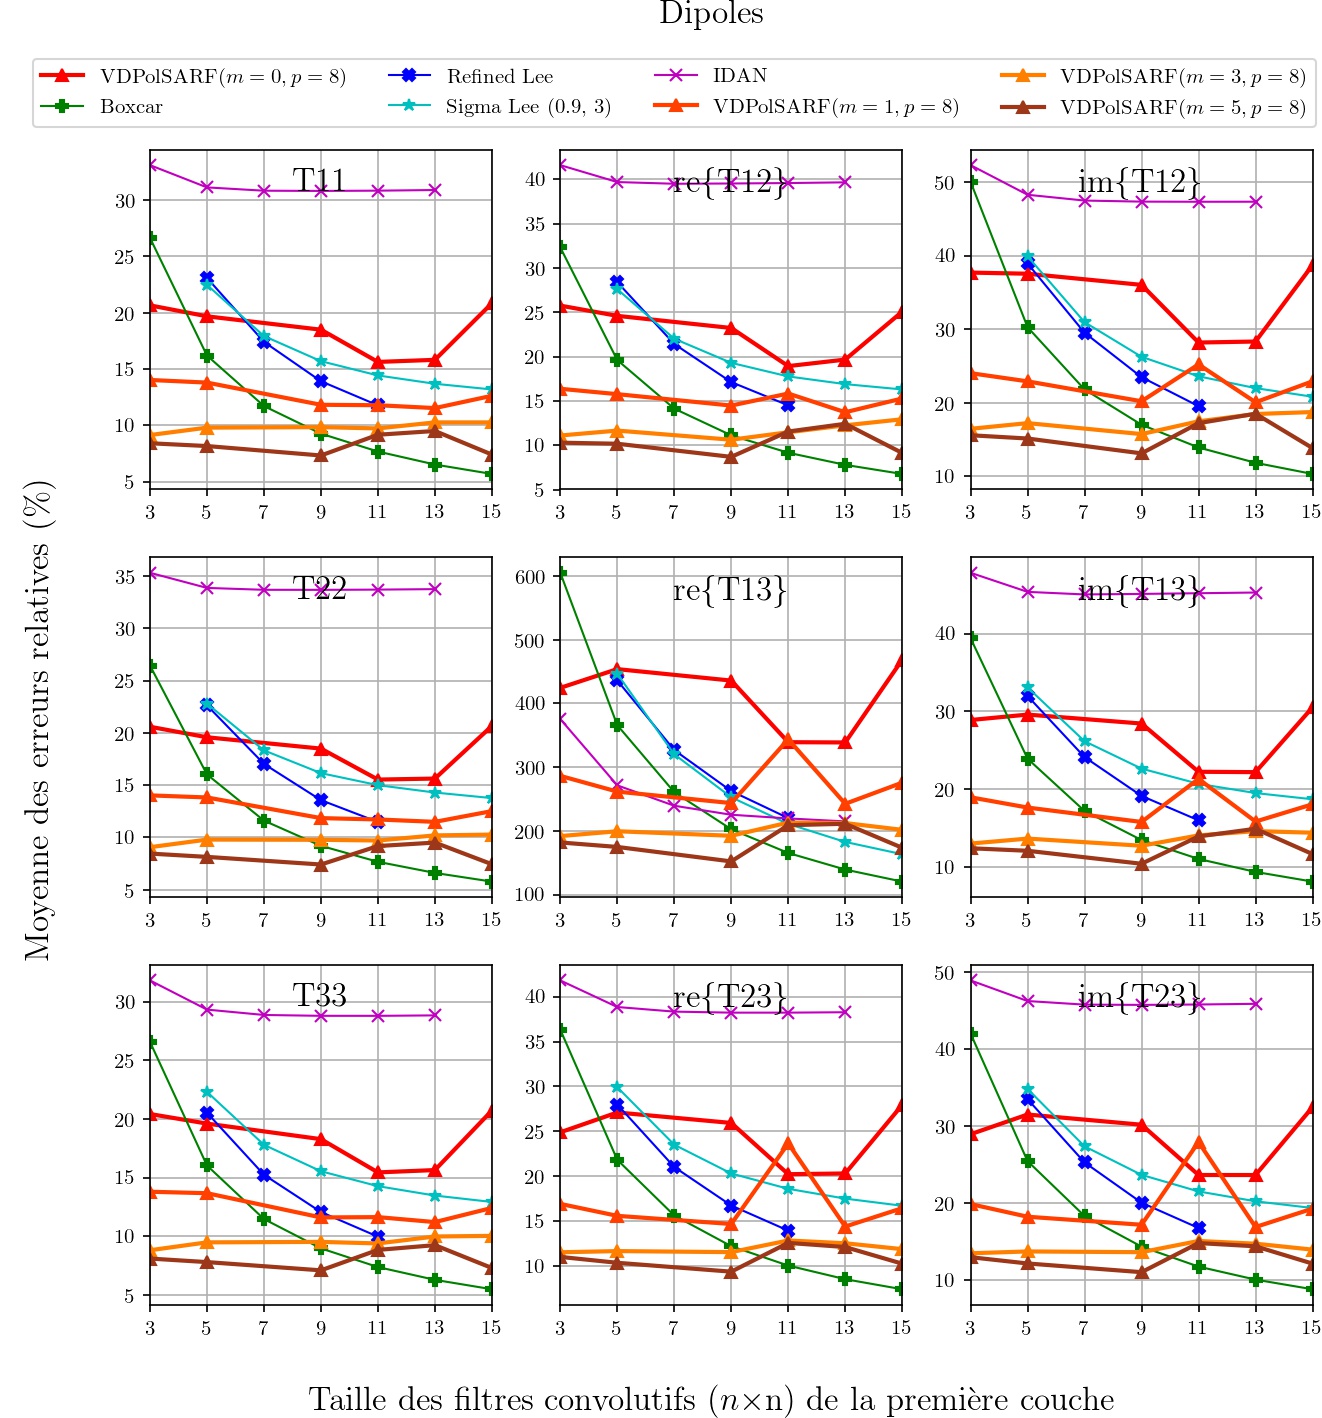 Dipoles
VDPolSARF(m = 0, p = 8) Refined Lee IDAN VDPolSARF(m = 3, p = 8)
Boxcar Sigma Lee (0.9, 3) VDPolSARF(m = 1, p = 8) VDPolSARF(m = 5, p = 8)
Moyenne des erreurs relatives (%)
T11
30
25
20
15
10
5
3 5 7 9 11 13 15
re{T12}
40
35
30
25
20
15
10
5
3 5 7 9 11 13 15
im{T12}
50
40
30
20
10
3 5 7 9 11 13 15
T22
35
30
25
20
15
10
5
3 5 7 9 11 13 15
re{T13}
600
500
400
300
200
100
3 5 7 9 11 13 15
im{T13}
40
30
20
10
3 5 7 9 11 13 15
T33
30
25
20
15
10
5
3 5 7 9 11 13 15
re{T23}
40
35
30
25
20
15
10
3 5 7 9 11 13 15
im{T23}
50
40
30
20
10
3 5 7 9 11 13 15
Taille des filtres convolutifs (n×n) de la première couche